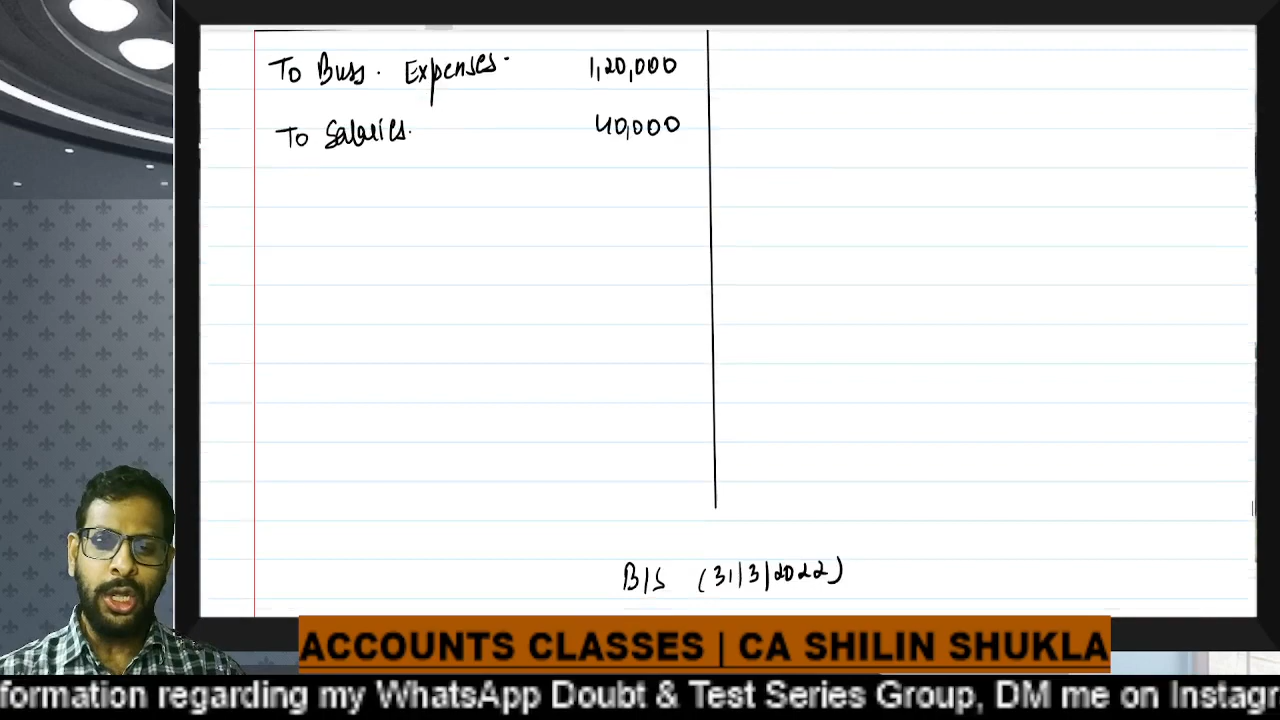 To Buss. Expenses. 1,20,000
To Salaries. 40,000
B/S (31/3/2022)
ACCOUNTS CLASSES | CA SHILIN SHUKLA
formation regarding my WhatsApp Doubt & Test Series Group, DM me on Instagr